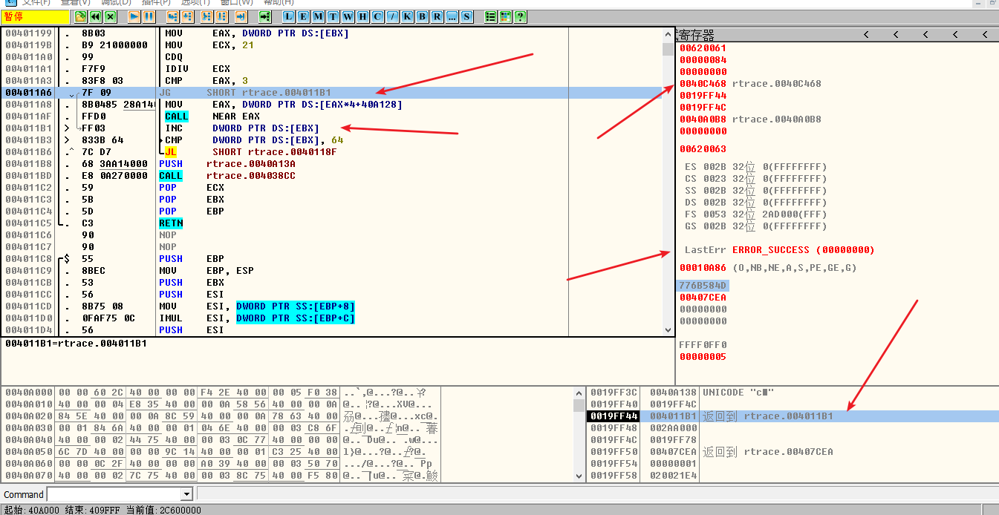 文件(F) 查看(V) 调试(D) 插件(P) 选项(T) 窗口(W) 帮助(H)
暂停
L E M T W H C / K B R ... S ?
00401199 . 8B03 MOV EAX, DWORD PTR DS:[EBX]
0040119B . B9 21000000 MOV ECX, 21
004011A0 . 99 CDQ
004011A1 . F7F9 IDIV ECX
004011A3 . 83F8 03 CMP EAX, 3
004011A6 7F 09 JG SHORT rtrace.004011B1
004011A8 . 8B0485 28A14 MOV EAX, DWORD PTR DS:[EAX*4+40A128]
004011AF . FFD0 CALL NEAR EAX
004011B1 > FF03 INC DWORD PTR DS:[EBX]
004011B3 > 833B 64 CMP DWORD PTR DS:[EBX], 64
004011B6 .^ 7C D7 JL SHORT rtrace.0040118F
004011B8 . 68 3AA14000 PUSH rtrace.0040A13A
004011BD . E8 0A270000 CALL rtrace.004038CC
004011C2 . 59 POP ECX
004011C3 . 5B POP EBX
004011C4 . 5D POP EBP
004011C5 . C3 RETN
004011C6 90 NOP
004011C7 90 NOP
004011C8 $ 55 PUSH EBP
004011C9 . 8BEC MOV EBP, ESP
004011CB . 53 PUSH EBX
004011CC . 56 PUSH ESI
004011CD . 8B75 08 MOV ESI, DWORD PTR SS:[EBP+8]
004011D0 . 0FAF75 0C IMUL ESI, DWORD PTR SS:[EBP+C]
004011D4 . 56 PUSH ESI
004011B1=rtrace.004011B1
寄存器 < < < < <
00620061
00000084
00000000
0040C468 rtrace.0040C468
0019FF44
0019FF4C
0040A0B8 rtrace.0040A0B8
00000000
00620063
ES 002B 32位 0(FFFFFFFF)
CS 0023 32位 0(FFFFFFFF)
SS 002B 32位 0(FFFFFFFF)
DS 002B 32位 0(FFFFFFFF)
FS 0053 32位 2AD000(FFF)
GS 002B 32位 0(FFFFFFFF)
LastErr ERROR_SUCCESS (00000000)
00010A86 (O,NB,NE,A,S,PE,GE,G)
776B584D
00407CEA
00000000
00000000
FFFF0FF0
00000005
0040A000 00 00 60 2C 40 00 00 00 F4 2E 40 00 00 05 F0 38
0040A010 40 00 00 04 E8 35 40 00 00 0A 58 56 40 00 00 0A
0040A020 84 5E 40 00 00 0A 8C 59 40 00 00 0A 78 63 40 00
0040A030 00 01 84 6A 40 00 00 01 04 6E 40 00 00 03 C8 6F
0040A040 40 00 00 02 44 75 40 00 00 03 0C 77 40 00 00 00
0040A050 6C 7D 40 00 00 00 9C 14 40 00 00 01 C3 25 40 00
0040A060 00 00 0C 2F 40 00 00 00 A0 39 40 00 00 03 50 70
0040A070 40 00 00 02 7C 75 40 00 00 03 8C 75 40 00 F5 80
0019FF3C 0040A138 UNICODE
0019FF40 0019FF4C
0019FF44 004011B1 返回到 rtrace.004011B1
0019FF48 002AA000
0019FF4C 0019FF78
0019FF50 00407CEA 返回到 rtrace.00407CEA
0019FF54 00000001
0019FF58 020021E4
Command
起始: 40A000 结束: 409FFF 当前值: 2C600000